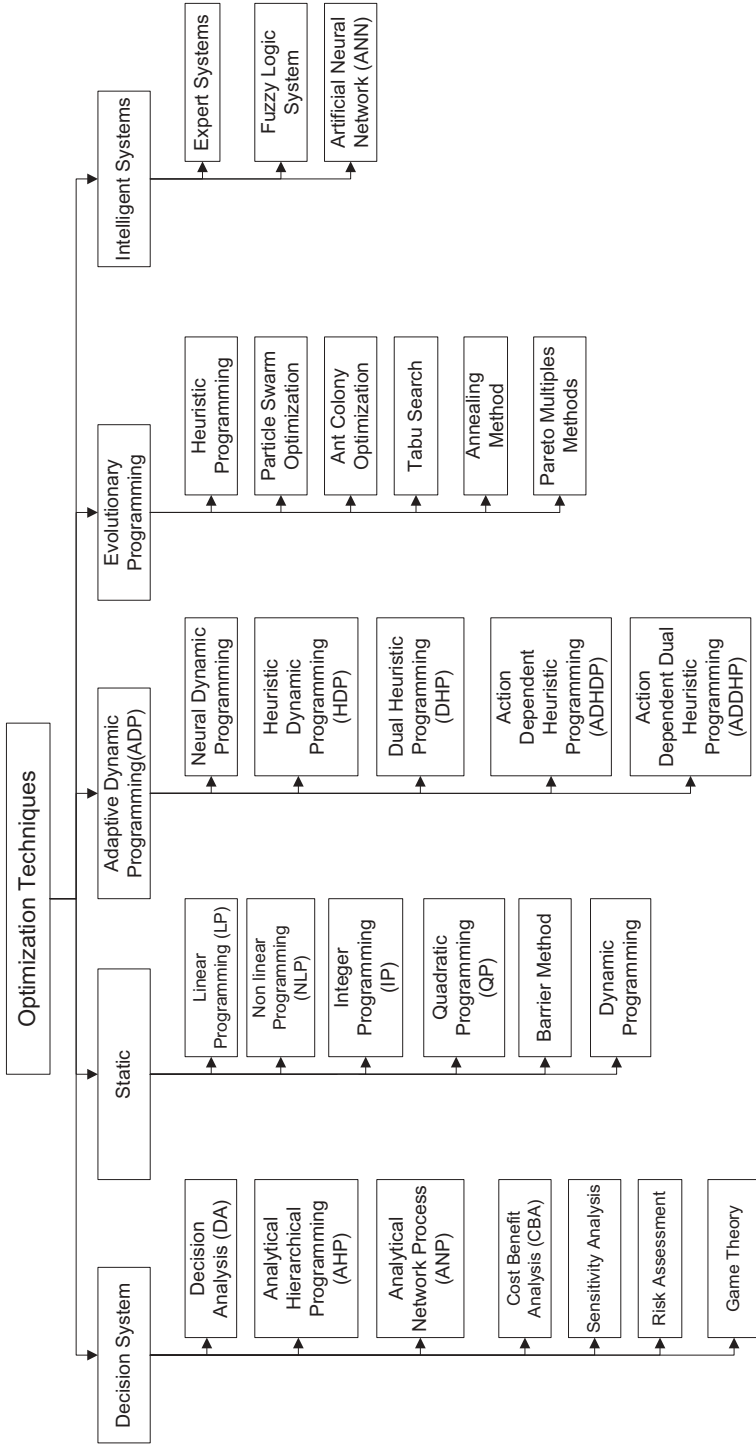 Optimization Techniques
Decision System
Decision
Analysis (DA)
Analytical
Hierarchical
Programming
(AHP)
Analytical
Network Process
(ANP)
Cost Benefit
Analysis (CBA)
Sensitivity Analysis
Risk Assessment
Game Theory
Static
Linear
Programming (LP)
Non linear
Programming
(NLP)
Integer
Programming
(IP)
Quadratic
Programming
(QP)
Barrier Method
Dynamic
Programming
Adaptive Dynamic
Programming(ADP)
Neural Dynamic
Programming
Heuristic
Dynamic
Programming
(HDP)
Dual Heuristic
Programming
(DHP)
Action
Dependent
Heuristic
Programming (ADHDP)
Action
Dependent Dual
Heuristic
Programming (ADDHP)
Evolutionary
Programming
Heuristic
Programming
Particle Swarm
Optimization
Ant Colony
Optimization
Tabu Search
Annealing
Method
Pareto Multiples
Methods
Intelligent Systems
Expert Systems
Fuzzy Logic
System
Artificial Neural
Network (ANN)